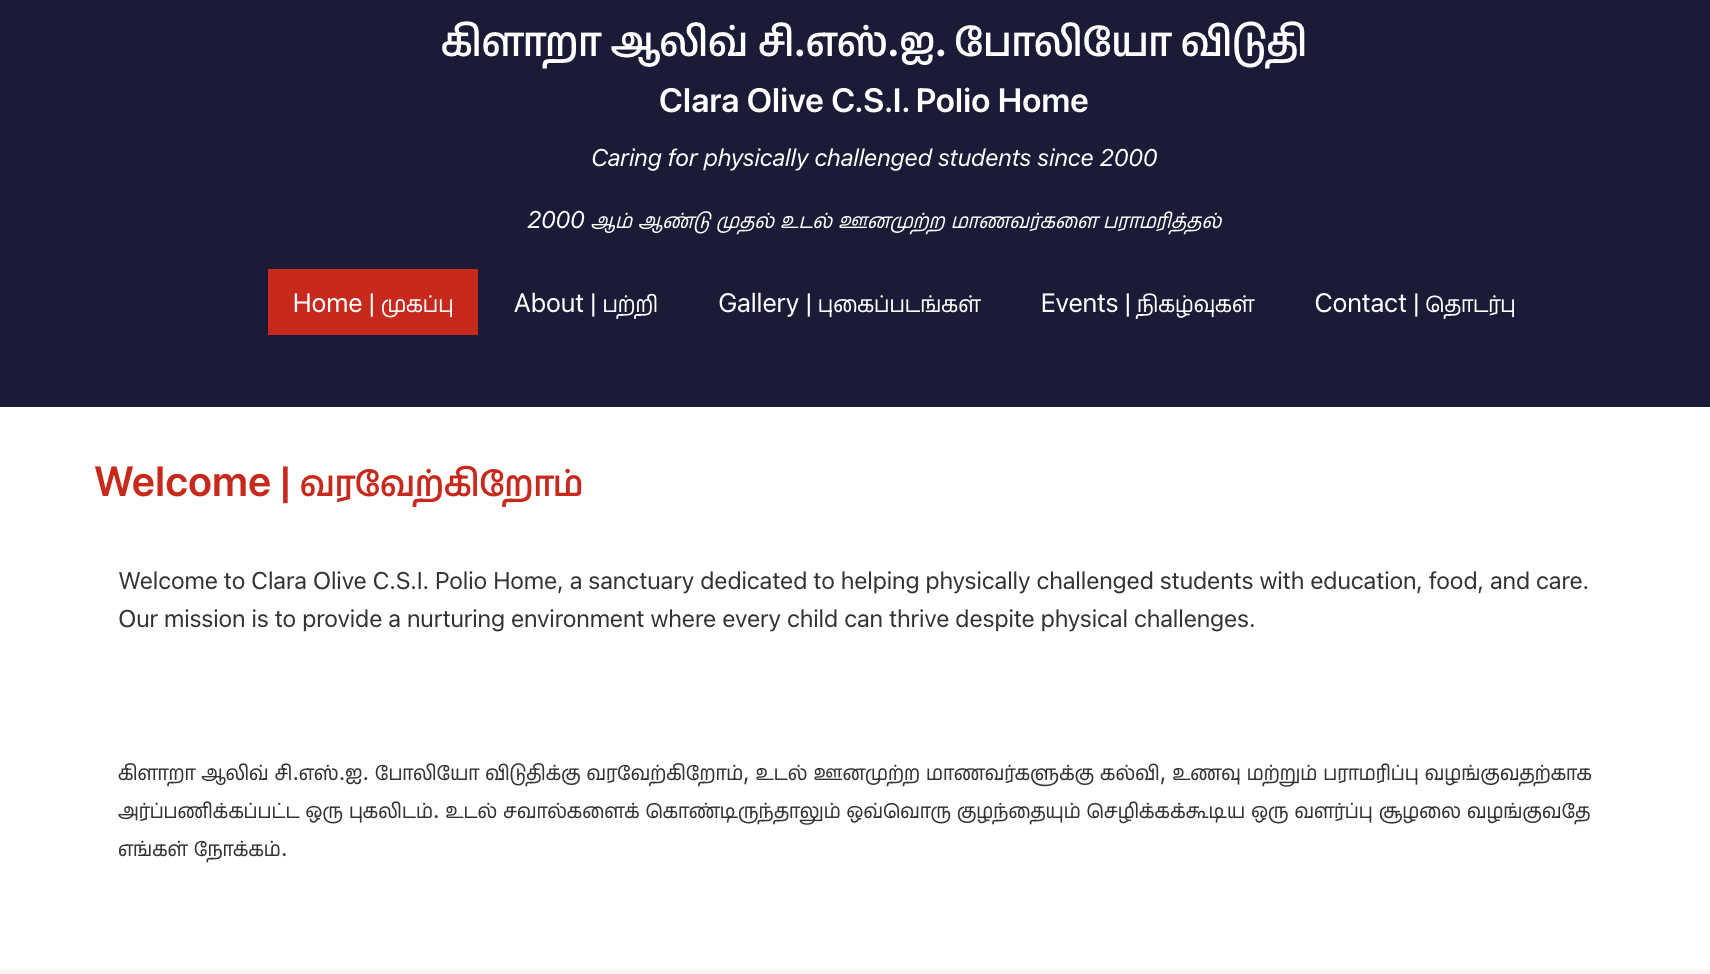 கிளாறா ஆலிவ் சி.எஸ்.ஐ. போலியோ விடுதி
Clara Olive C.S.I. Polio Home
Caring for physically challenged students since 2000
2000 ஆம் ஆண்டு முதல் உடல் ஊனமுற்ற மாணவர்களை பராமரித்தல்
Home | முகப்பு About | பற்றி Gallery | புகைப்படங்கள் Events | நிகழ்வுகள் Contact | தொடர்பு
Welcome | வரவேற்கிறோம்
Welcome to Clara Olive C.S.I. Polio Home, a sanctuary dedicated to helping physically challenged students with education, food, and care.
Our mission is to provide a nurturing environment where every child can thrive despite physical challenges.
கிளாறா ஆலிவ் சி.எஸ்.ஐ. போலியோ விடுதிக்கு வரவேற்கிறோம், உடல் ஊனமுற்ற மாணவர்களுக்கு கல்வி, உணவு மற்றும் பராமரிப்பு வழங்குவதற்காக
அர்ப்பணிக்கப்பட்ட ஒரு புகலிடம். உடல் சவால்களைக் கொண்டிருந்தாலும் ஒவ்வொரு குழந்தையும் செழிக்கக்கூடிய ஒரு வளர்ப்பு சூழலை வழங்குவதே
எங்கள் நோக்கம்.